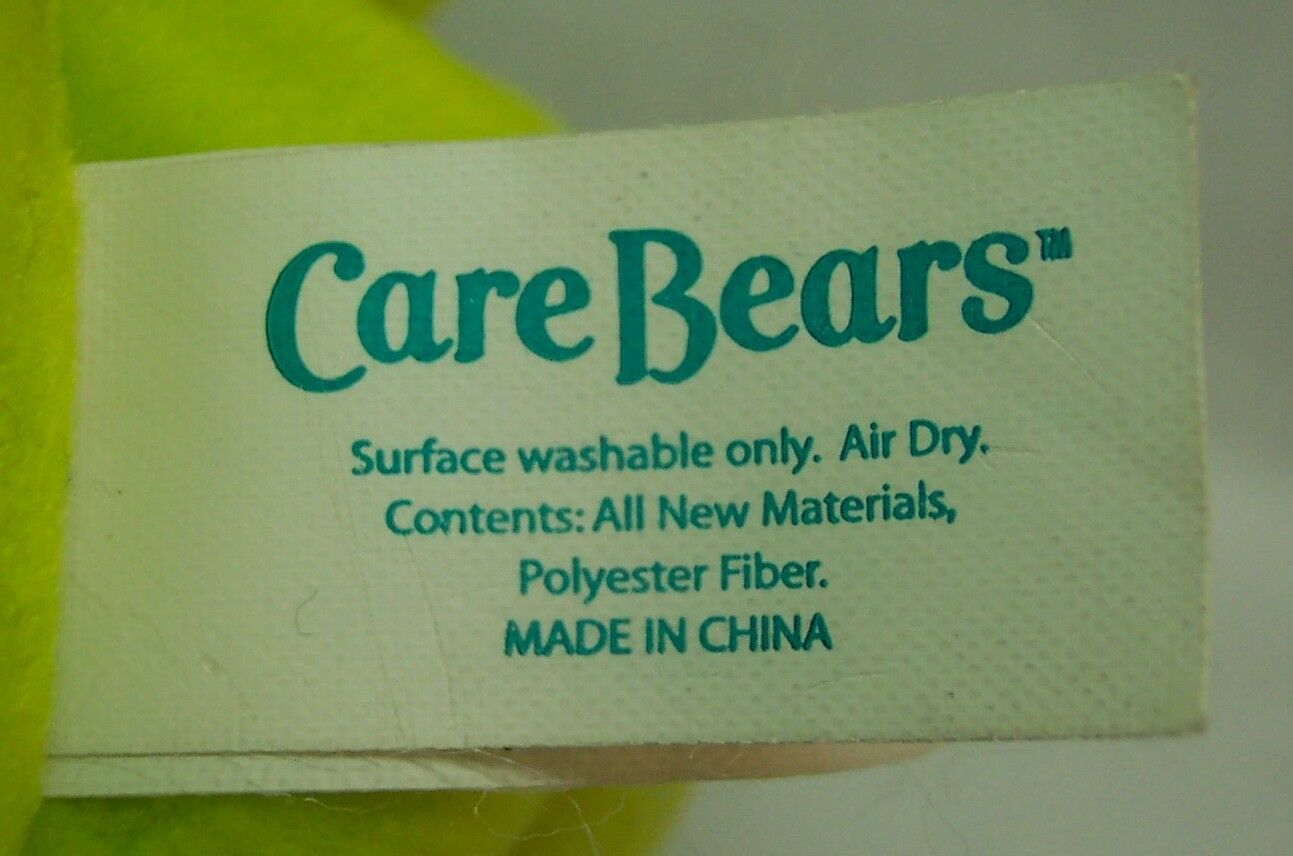 Care Bears™
Surface washable only. Air Dry.
Contents: All New Materials,
Polyester Fiber.
MADE IN CHINA